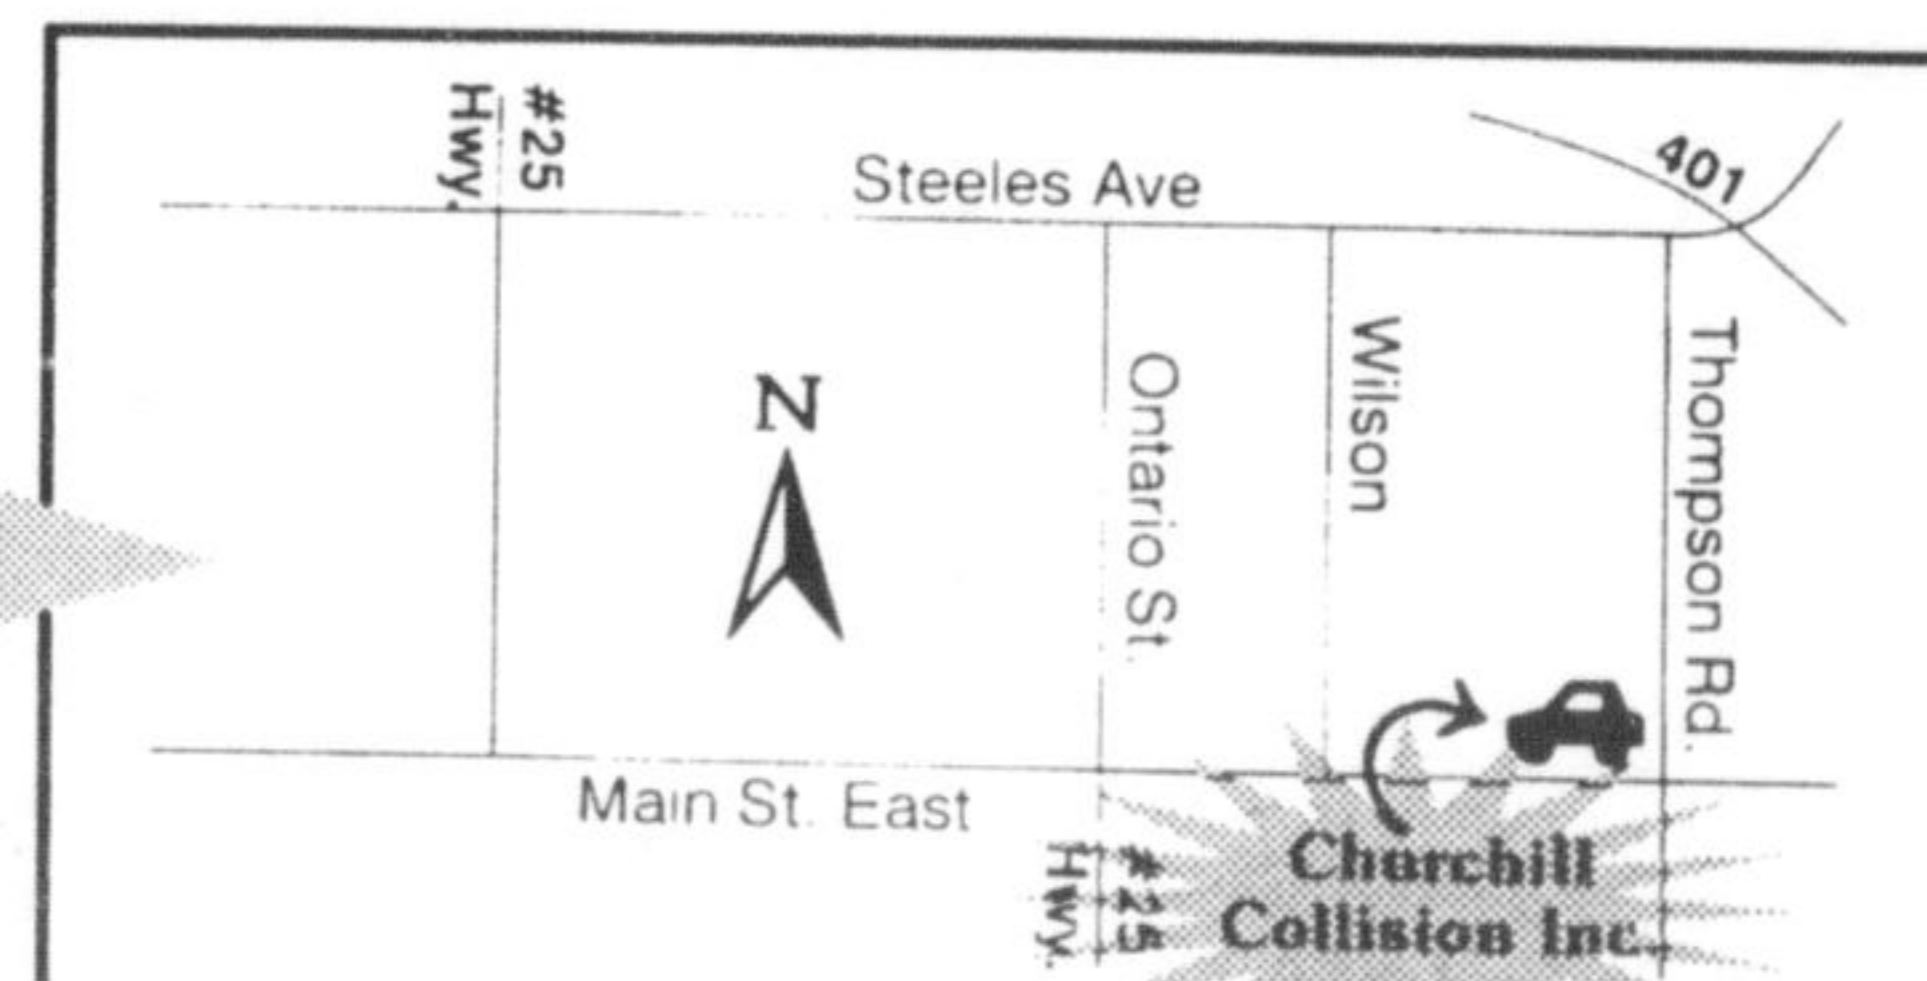 #25
Hwy.
Steeles Ave
401
N
Ontario St.
Wilson
Thompson Rd.
Main St. East
#25
Hwy.
Churchill
Collision Inc.